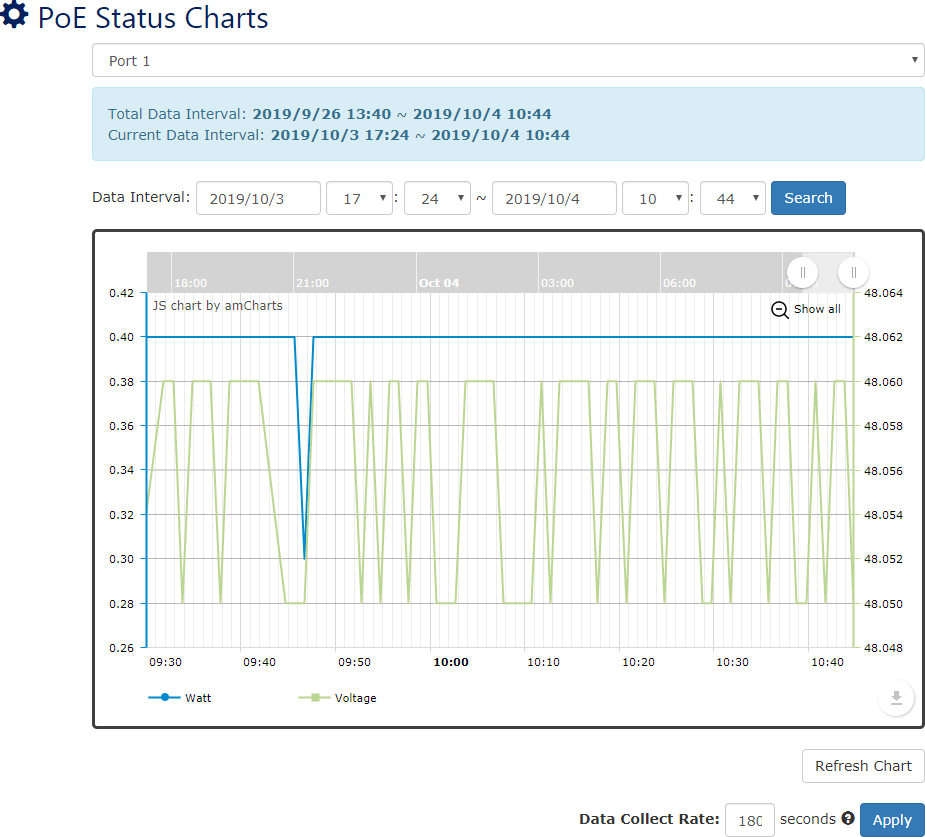 PoE Status Charts
Port 1
Total Data Interval: 2019/9/26 13:40 ~ 2019/10/4 10:44
Current Data Interval: 2019/10/3 17:24 ~ 2019/10/4 10:44
Data Interval: 2019/10/3 17 : 24 ~ 2019/10/4 10 : 44 Search
18:00 21:00 Oct 04 03:00 06:00
0.42 48.064
JS chart by amCharts Show all
0.40 48.062
0.38 48.060
0.36 48.058
0.34 48.056
0.32 48.054
0.30 48.052
0.28 48.050
0.26 48.048
09:30 09:40 09:50 10:00 10:10 10:20 10:30 10:40
Watt Voltage
Refresh Chart
Data Collect Rate: 180 seconds ? Apply